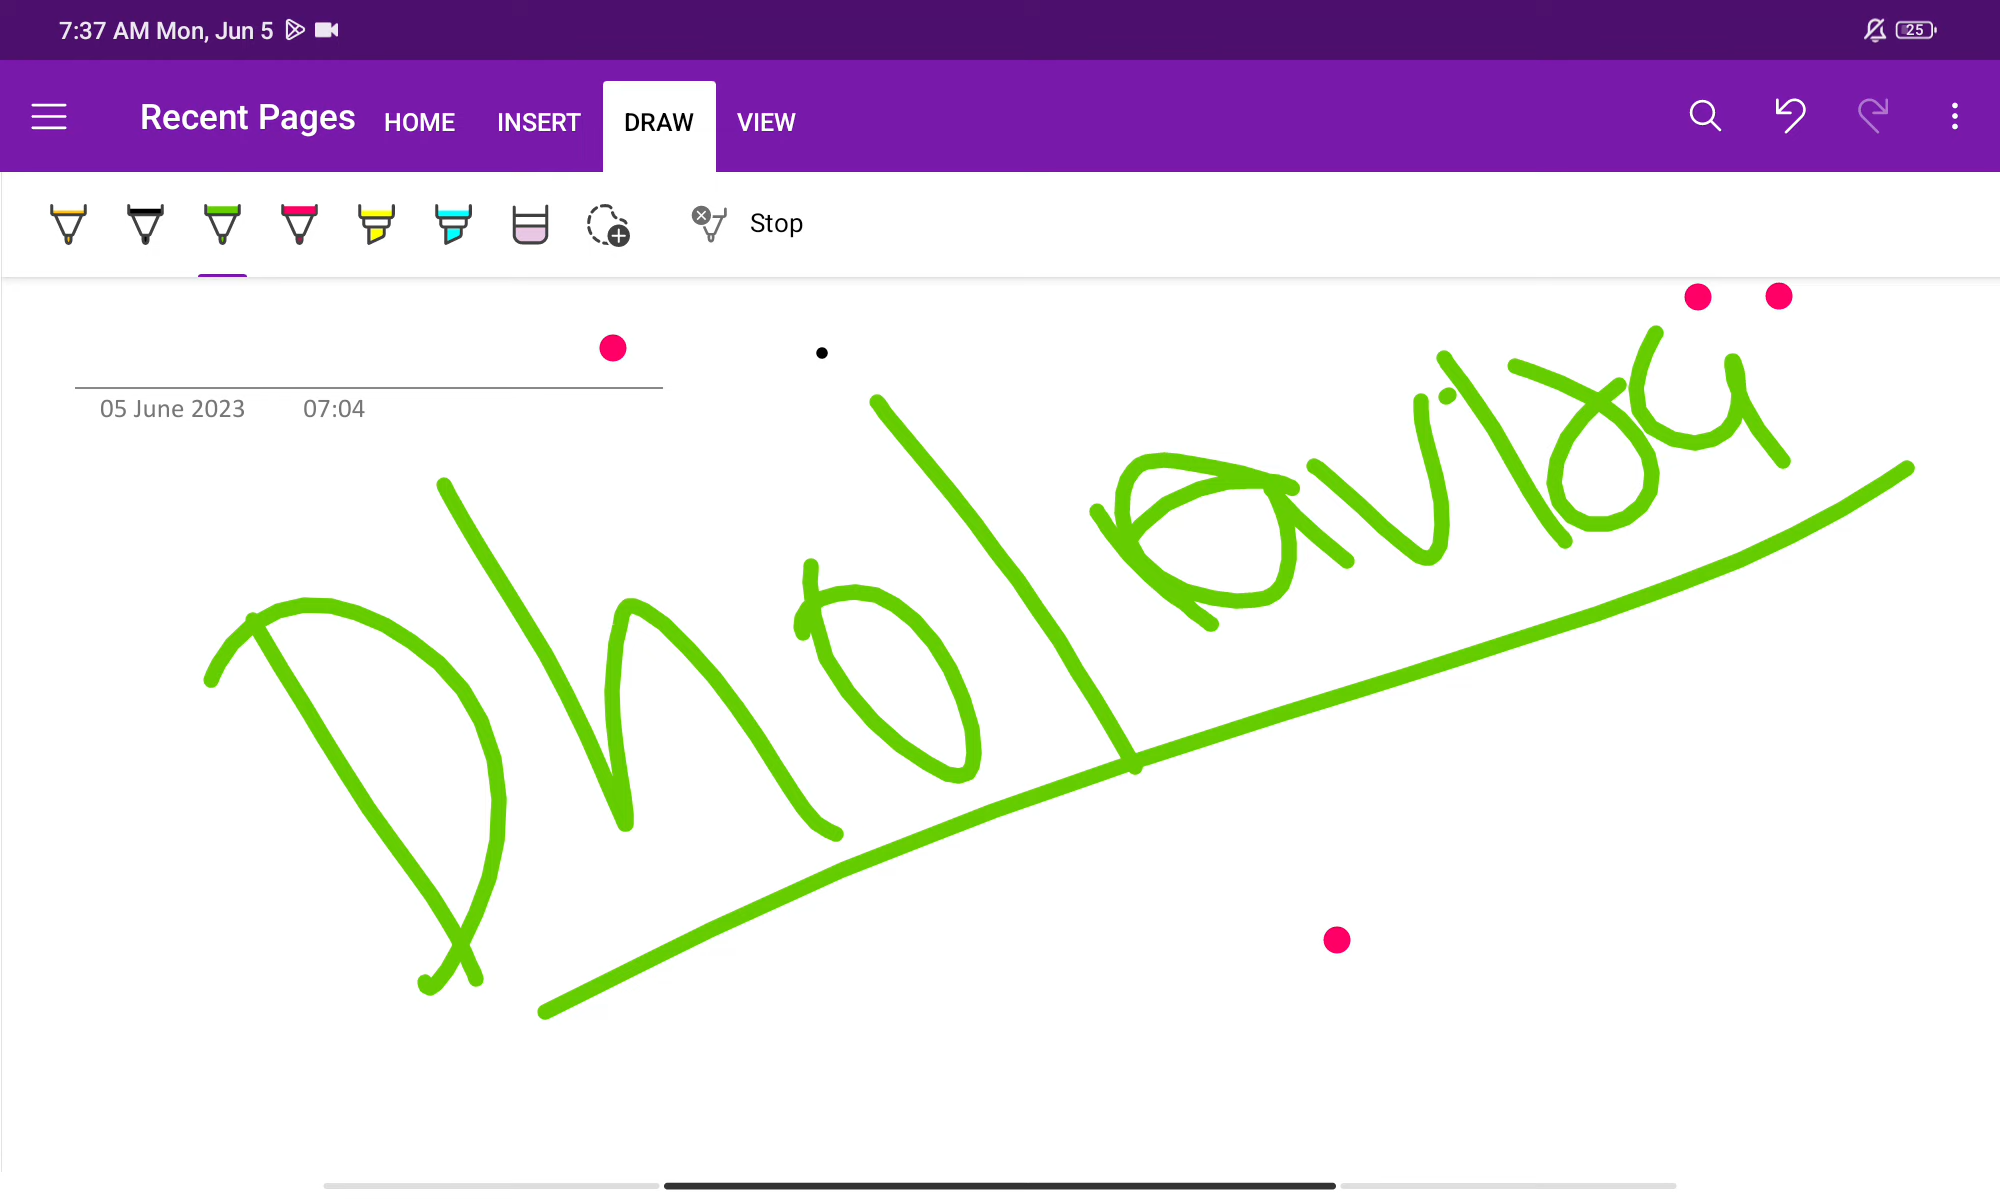 7:37 AM Mon, Jun 5 25
Recent Pages HOME INSERT DRAW VIEW
Stop
05 June 2023 07:04
Dholavira